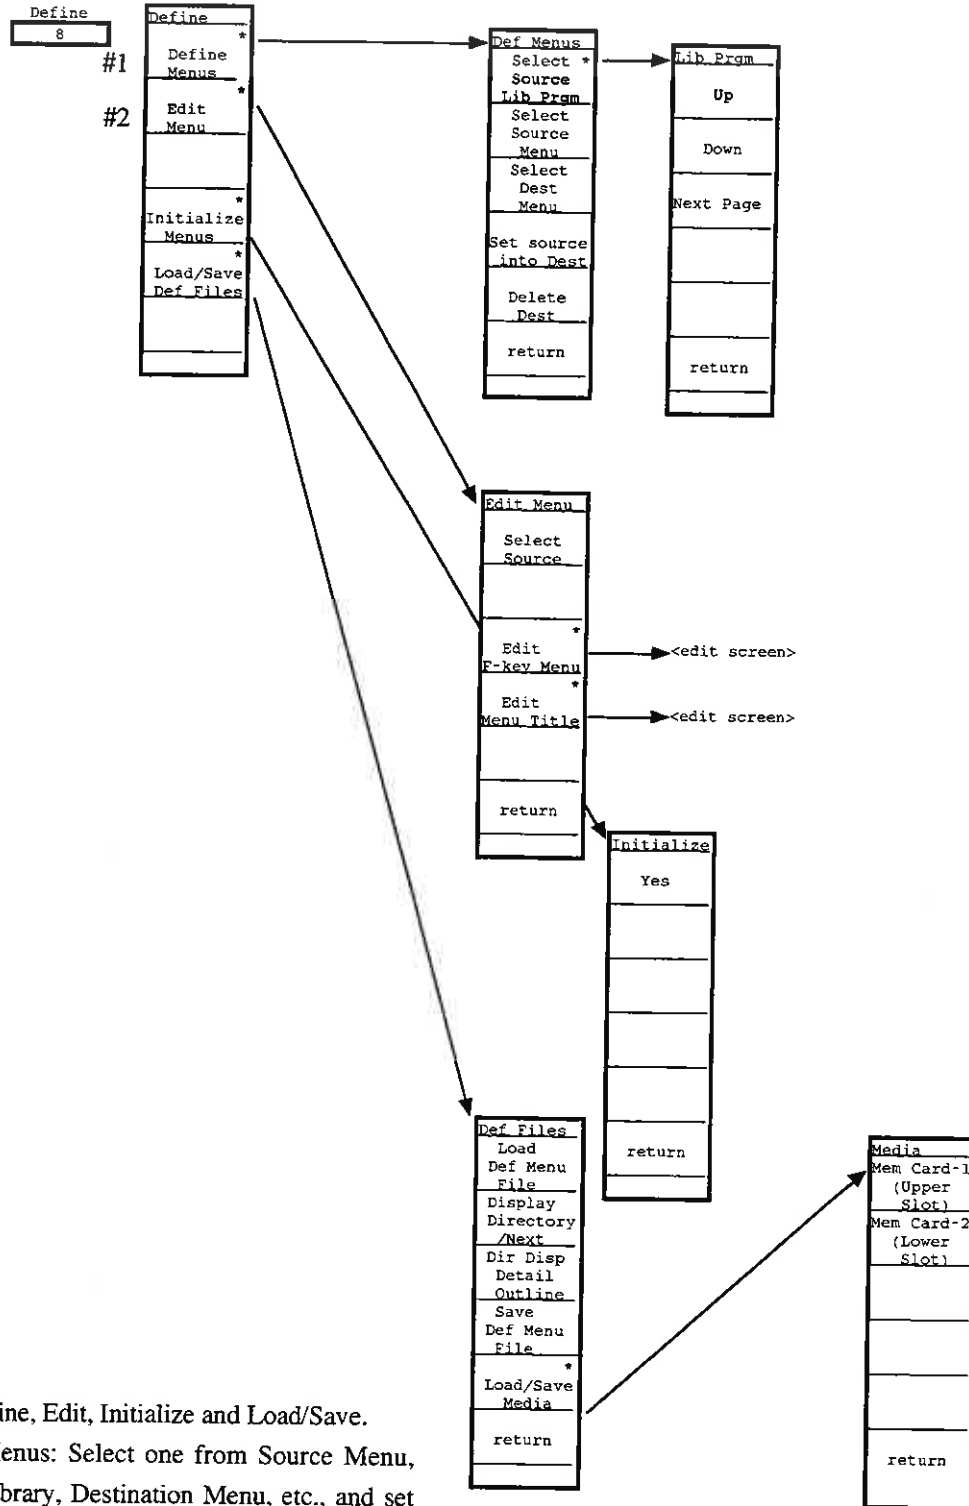 Define
8
#1
#2
Define
*
Define
Menus
*
Edit
Menu
*
Initialize
Menus
*
Load/Save
Def Files
Def Menus
Select *
Source
Lib Prgm
Select
Source
Menu
Select
Dest
Menu
Set source
into Dest
Delete
Dest
return
Lib Prgm
Up
Down
Next Page
return
Edit Menu
Select
Source
*
Edit
F-key Menu
*
Edit
Menu Title
return
<edit screen>
<edit screen>
Initialize
Yes
return
Def Files
Load
Def Menu
File
Display
Directory
/Next
Dir Disp
Detail
Outline
Save
Def Menu
File
*
Load/Save
Media
return
Media
Mem Card-1
(Upper
Slot)
Mem Card-2
(Lower
Slot)
return
ine, Edit, Initialize and Load/Save.
enus: Select one from Source Menu,
brary, Destination Menu, etc., and set